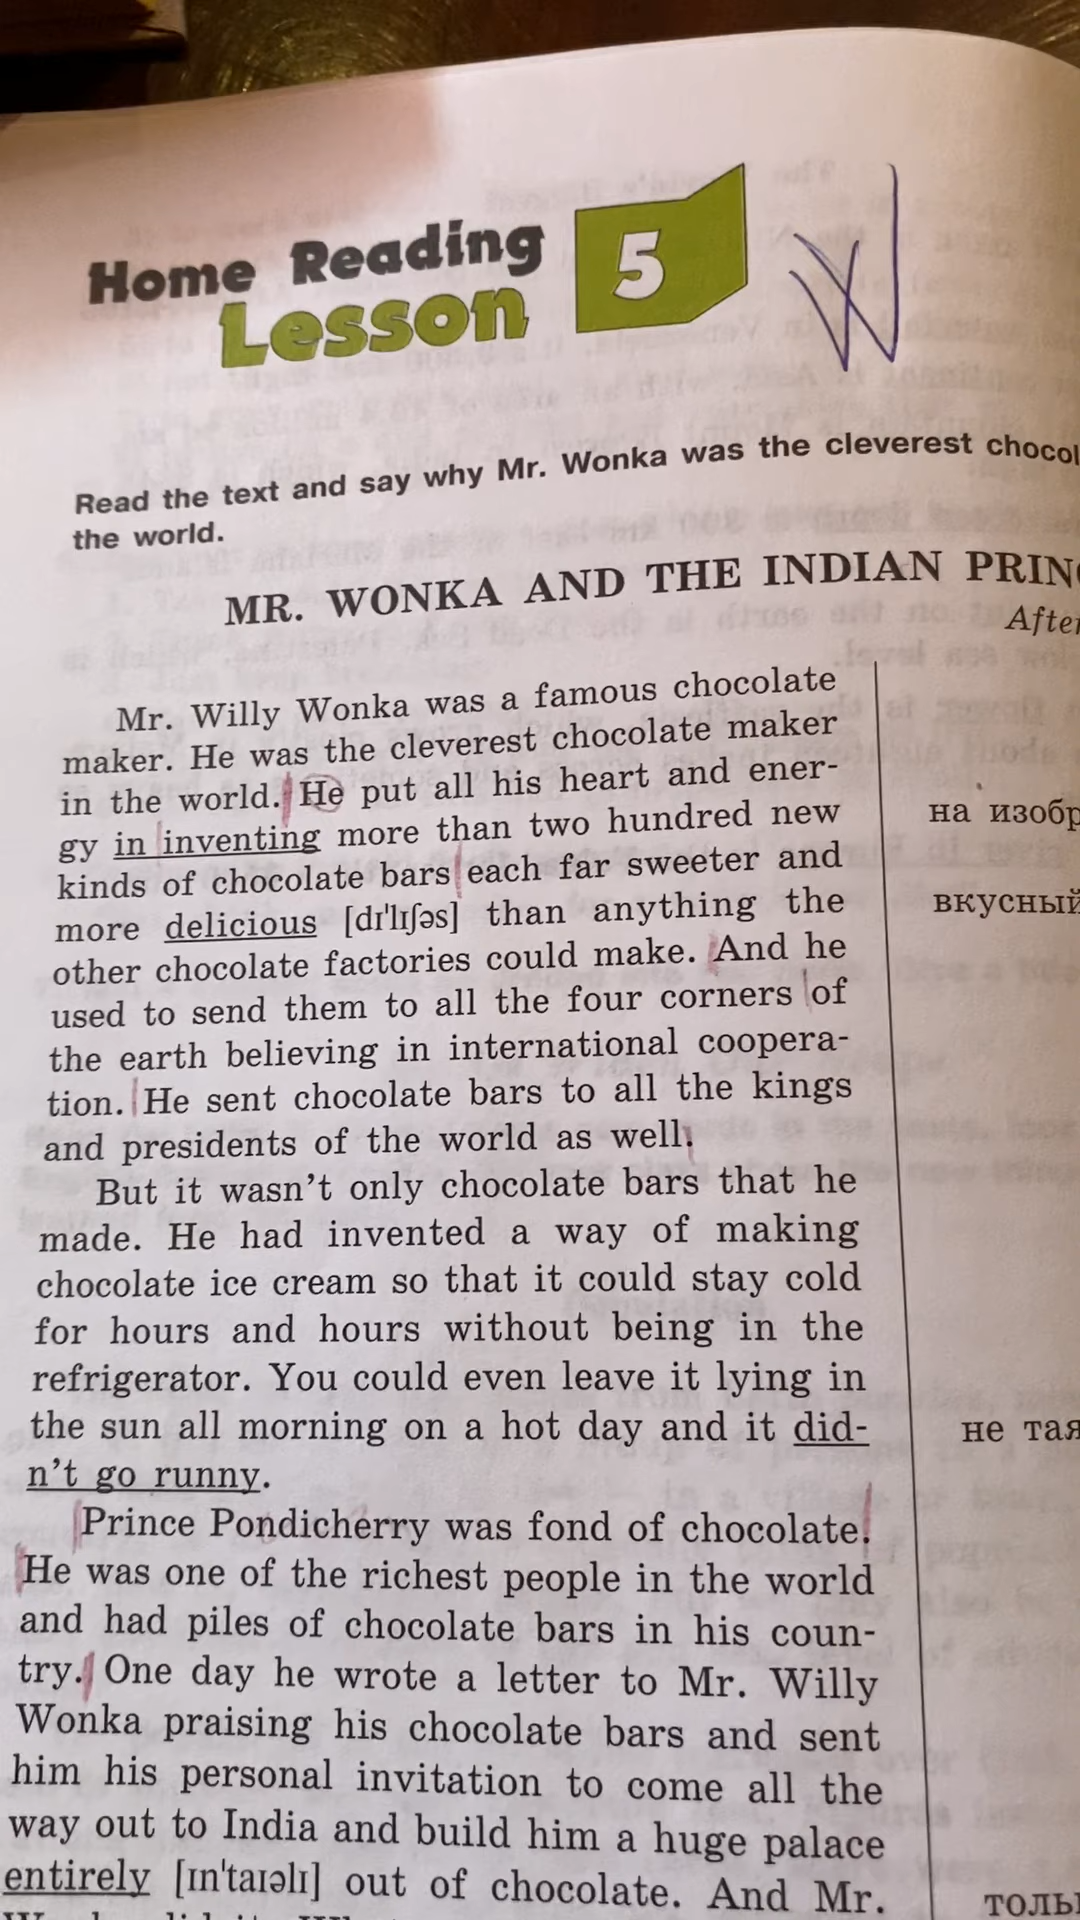 Home Reading
Lesson 5
W
Read the text and say why Mr. Wonka was the cleverest
the world.
MR. WONKA AND THE INDIAN
Mr. Willy Wonka was a famous chocolate
maker. He was the cleverest chocolate maker
in the world. He put all his heart and ener-
gy in inventing more than two hundred new
kinds of chocolate bars each far sweeter and
more delicious [dɪ'lɪʃəs] than anything the
other chocolate factories could make. And he
used to send them to all the four corners of
the earth believing in international coopera-
tion. He sent chocolate bars to all the kings
and presidents of the world as well.
But it wasn't only chocolate bars that he
made. He had invented a way of making
chocolate ice cream so that it could stay cold
for hours and hours without being in the
refrigerator. You could even leave it lying in
the sun all morning on a hot day and it did-
n't go runny.
Prince Pondicherry was fond of chocolate.
He was one of the richest people in the world
and had piles of chocolate bars in his coun-
try. One day he wrote a letter to Mr. Willy
Wonka praising his chocolate bars and sent
him his personal invitation to come all the
way out to India and build him a huge palace
entirely [ɪn'taɪəlɪ] out of chocolate. And Mr.
на
вкусный
не